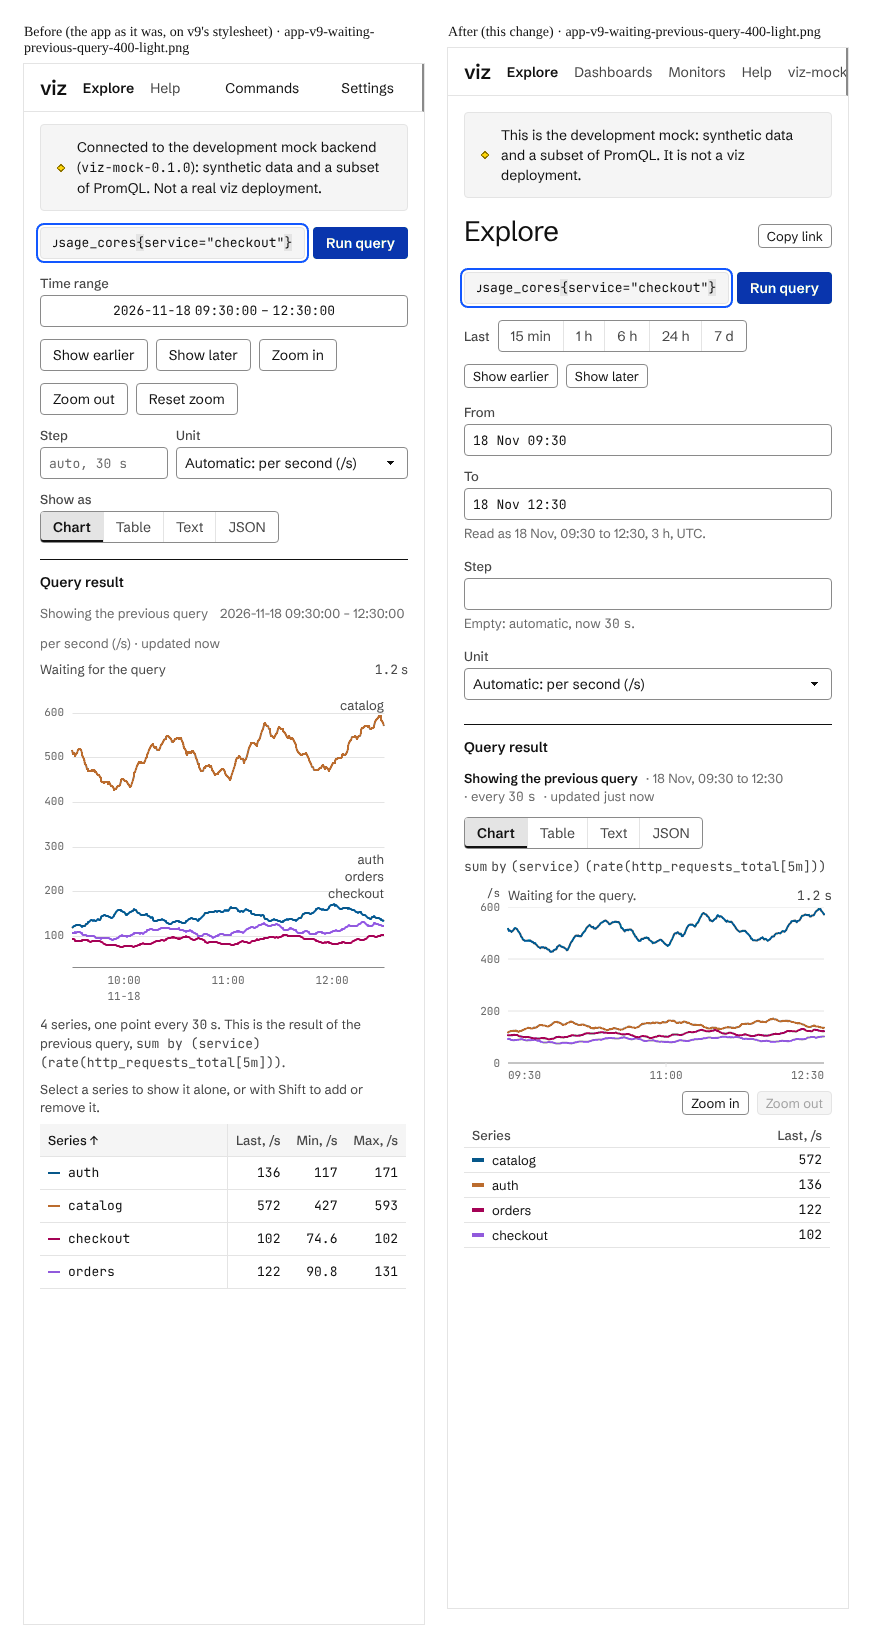 Before (the app as it was, on v9's stylesheet) · app-v9-waiting-
previous-query-400-light.png
viz Explore Help Commands Settings
Connected to the development mock backend
(viz-mock-0.1.0): synthetic data and a subset
of PromQL. Not a real viz deployment.
usage_cores{service="checkout"} Run query
Time range
2026-11-18 09:30:00 – 12:30:00
Show earlier Show later Zoom in
Zoom out Reset zoom
Step Unit
auto, 30 s Automatic: per second (/s)
Show as
Chart Table Text JSON
Query result
Showing the previous query 2026-11-18 09:30:00 – 12:30:00
per second (/s) · updated now
Waiting for the query 1.2 s
catalog
600
500
400
300
auth
orders
200 checkout
100
10:00 11:00 12:00
11-18
4 series, one point every 30 s. This is the result of the
previous query, sum by (service)
(rate(http_requests_total[5m])).
Select a series to show it alone, or with Shift to add or
remove it.
Series ↑ Last, /s Min, /s Max, /s
auth 136 117 171
catalog 572 427 593
checkout 102 74.6 102
orders 122 90.8 131
After (this change) · app-v9-waiting-previous-query-400-light.png
viz Explore Dashboards Monitors Help viz-mock
This is the development mock: synthetic data
and a subset of PromQL. It is not a viz
deployment.
Explore Copy link
usage_cores{service="checkout"} Run query
Last 15 min 1 h 6 h 24 h 7 d
Show earlier Show later
From
18 Nov 09:30
To
18 Nov 12:30
Read as 18 Nov, 09:30 to 12:30, 3 h, UTC.
Step
Empty: automatic, now 30 s.
Unit
Automatic: per second (/s)
Query result
Showing the previous query · 18 Nov, 09:30 to 12:30
· every 30 s · updated just now
Chart Table Text JSON
sum by (service) (rate(http_requests_total[5m]))
/s Waiting for the query. 1.2 s
600
400
200
0
09:30 11:00 12:30
Zoom in Zoom out
Series Last, /s
catalog 572
auth 136
orders 122
checkout 102